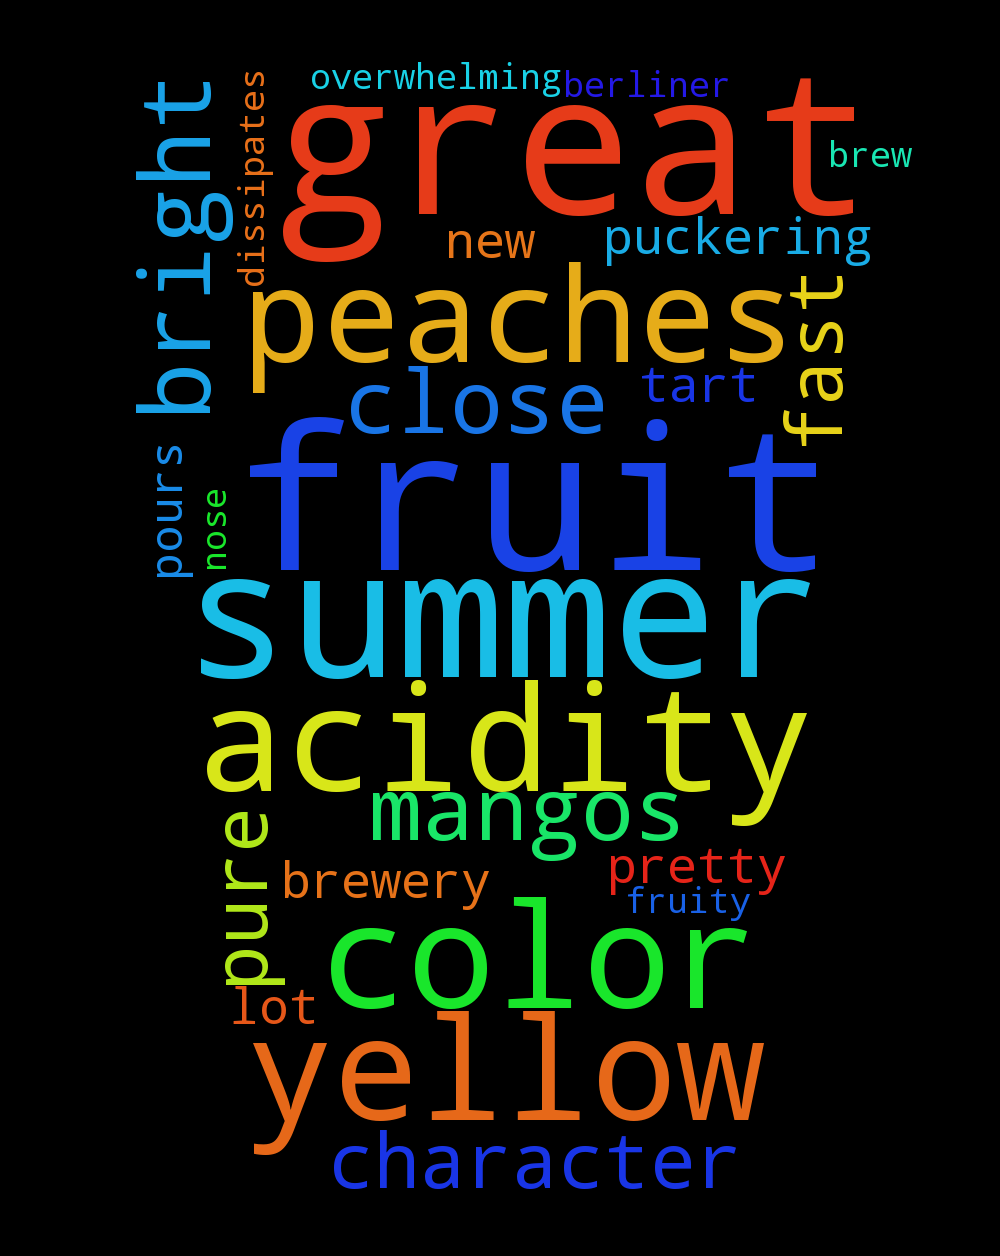 overwhelming
berliner
great
bright
dissipates
brew
new
puckering
peaches
fast
close
tart
fruit
pours
nose
summer
acidity
mangos
pure
pretty
brewery
fruity
color
lot
yellow
character